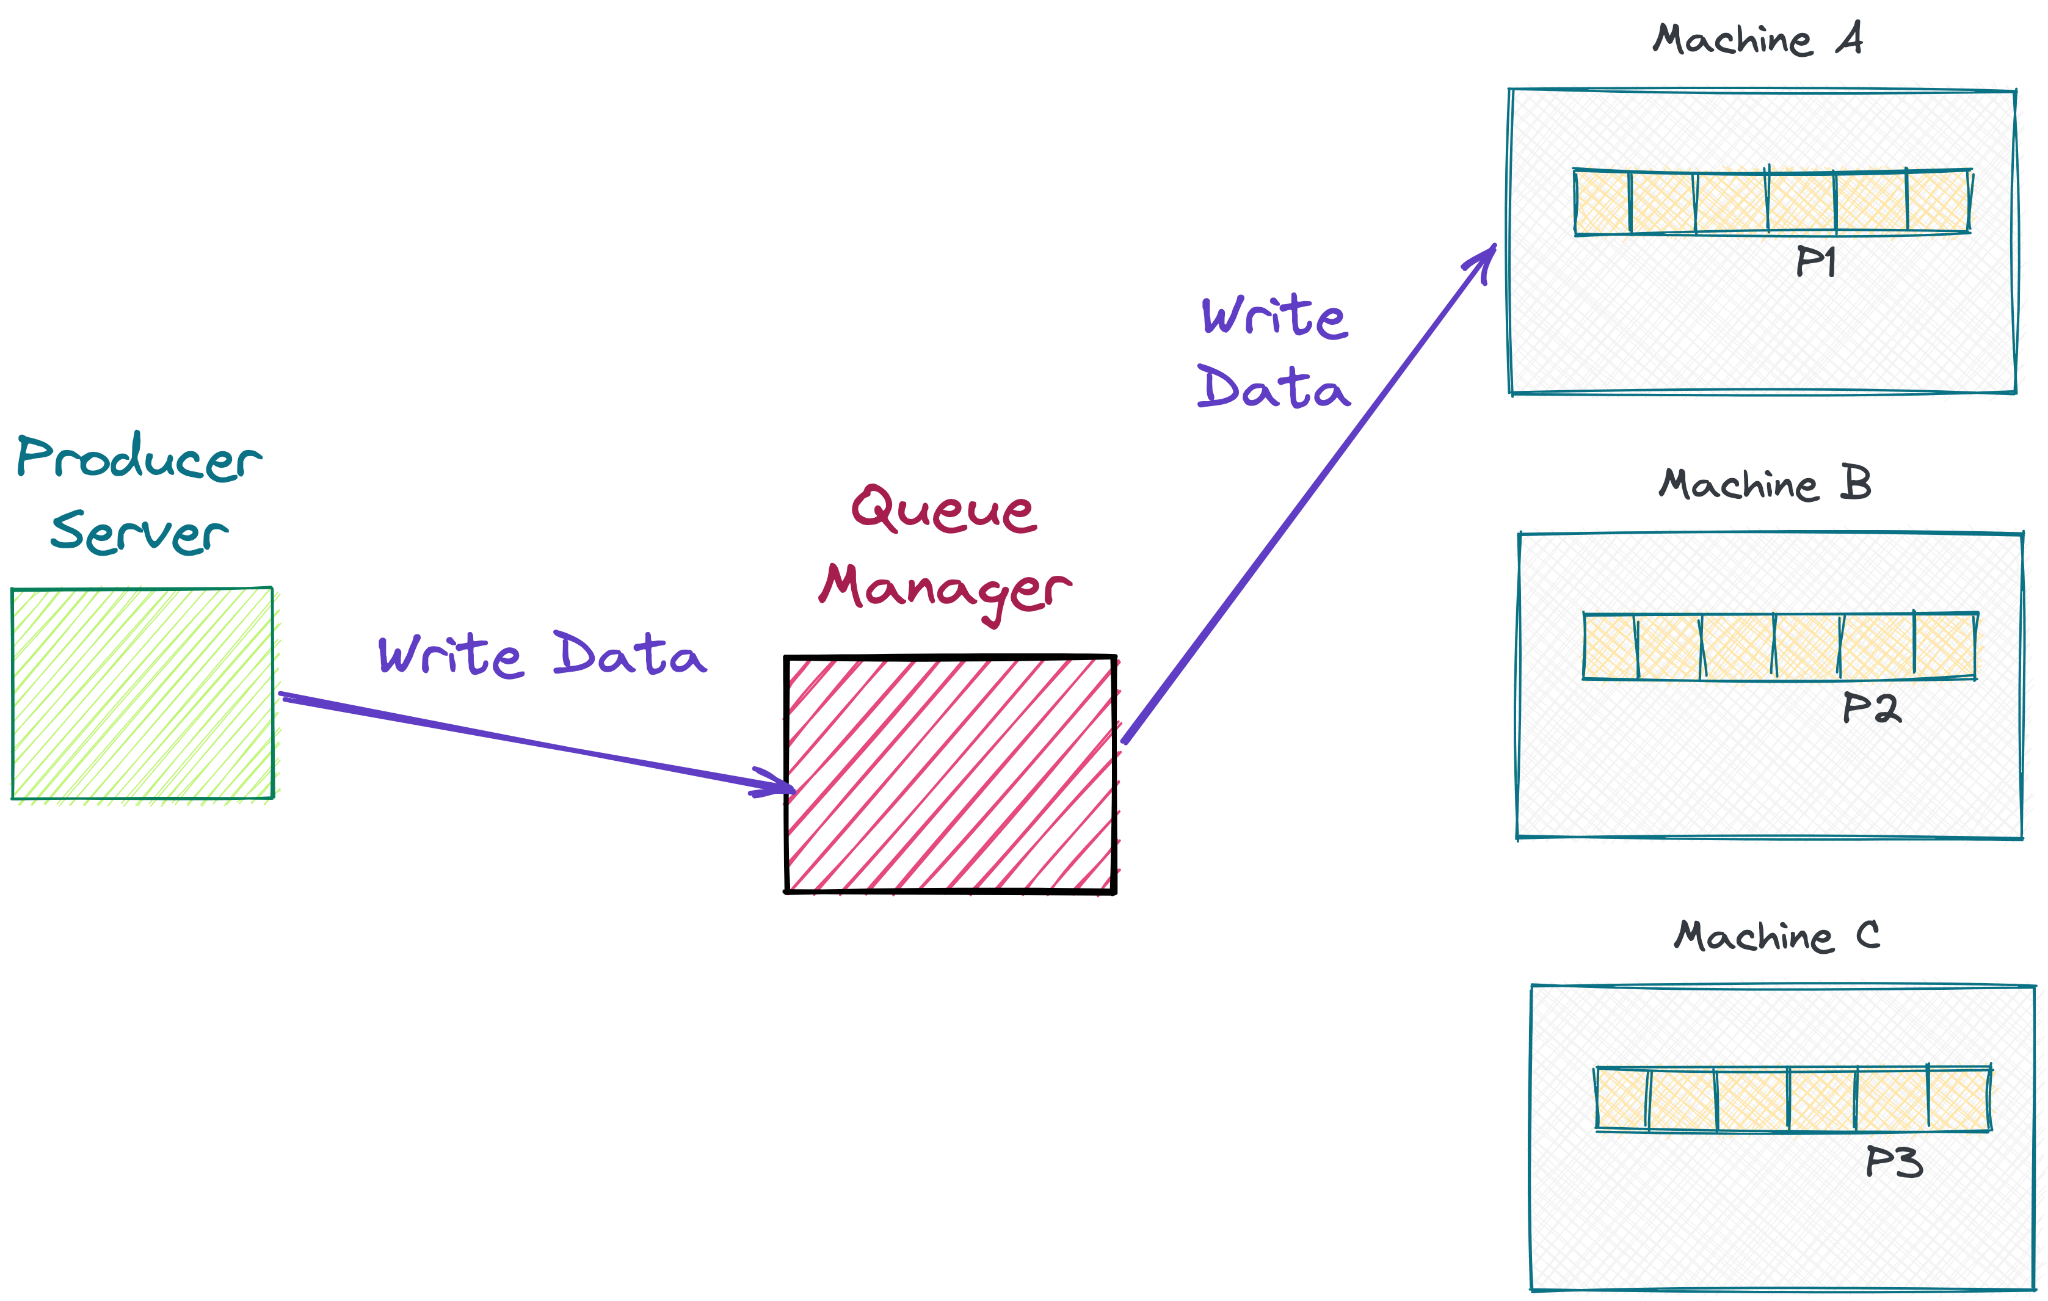 Machine A
P1
Write
Data
Producer
Server
Queue
Manager
Write Data
Machine B
P2
Machine C
P3